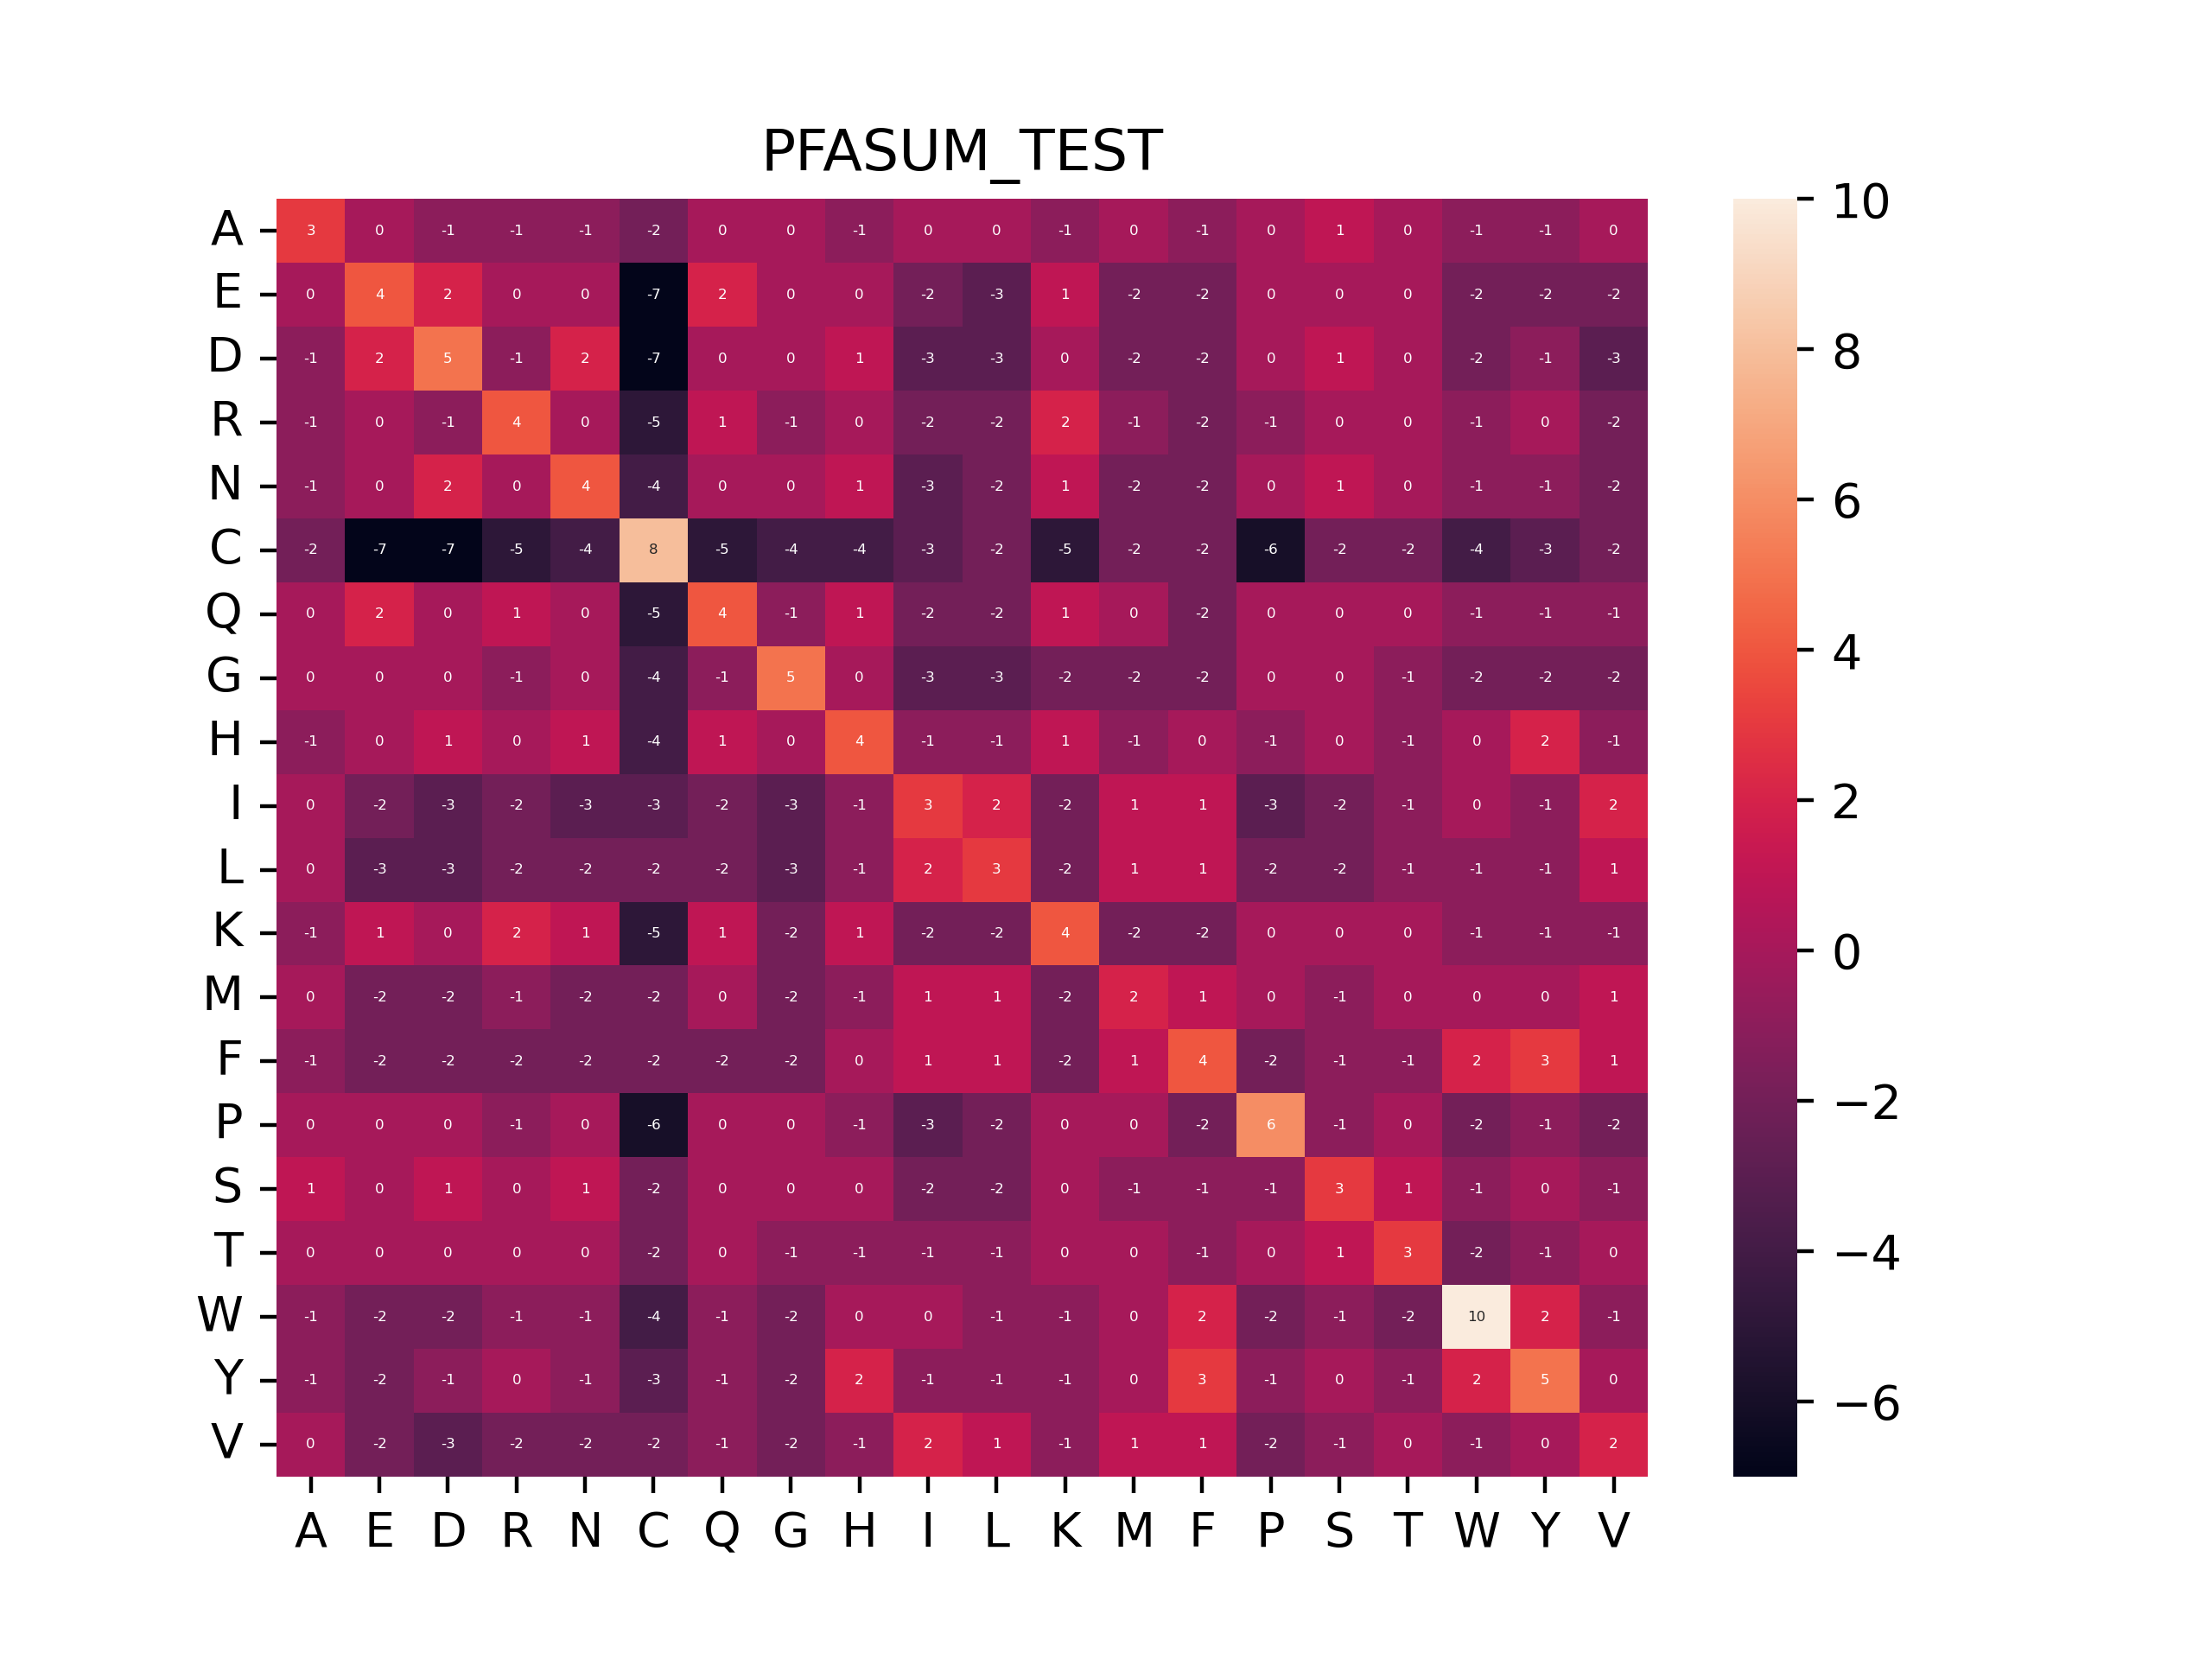 PFASUM_TEST
A 3 0 -1 -1 -1 -2 0 0 -1 0 0 -1 0 -1 0 1 0 -1 -1 0
E 0 4 2 0 0 -7 2 0 0 -2 -3 1 -2 -2 0 0 0 -2 -2 -2
D -1 2 5 -1 2 -7 0 0 1 -3 -3 0 -2 -2 0 1 0 -2 -1 -3
R -1 0 -1 4 0 -5 1 -1 0 -2 -2 2 -1 -2 -1 0 0 -1 0 -2
N -1 0 2 0 4 -4 0 0 1 -3 -2 1 -2 -2 0 1 0 -1 -1 -2
C -2 -7 -7 -5 -4 8 -5 -4 -4 -3 -2 -5 -2 -2 -6 -2 -2 -4 -3 -2
Q 0 2 0 1 0 -5 4 -1 1 -2 -2 1 0 -2 0 0 0 -1 -1 -1
G 0 0 0 -1 0 -4 -1 5 0 -3 -3 -2 -2 -2 0 0 -1 -2 -2 -2
H -1 0 1 0 1 -4 1 0 4 -1 -1 1 -1 0 -1 0 -1 0 2 -1
I 0 -2 -3 -2 -3 -3 -2 -3 -1 3 2 -2 1 1 -3 -2 -1 0 -1 2
L 0 -3 -3 -2 -2 -2 -2 -3 -1 2 3 -2 1 1 -2 -2 -1 -1 -1 1
K -1 1 0 2 1 -5 1 -2 1 -2 -2 4 -2 -2 0 0 0 -1 -1 -1
M 0 -2 -2 -1 -2 -2 0 -2 -1 1 1 -2 2 1 0 -1 0 0 0 1
F -1 -2 -2 -2 -2 -2 -2 -2 0 1 1 -2 1 4 -2 -1 -1 2 3 1
P 0 0 0 -1 0 -6 0 0 -1 -3 -2 0 0 -2 6 -1 0 -2 -1 -2
S 1 0 1 0 1 -2 0 0 0 -2 -2 0 -1 -1 -1 3 1 -1 0 -1
T 0 0 0 0 0 -2 0 -1 -1 -1 -1 0 0 -1 0 1 3 -2 -1 0
W -1 -2 -2 -1 -1 -4 -1 -2 0 0 -1 -1 0 2 -2 -1 -2 10 2 -1
Y -1 -2 -1 0 -1 -3 -1 -2 2 -1 -1 -1 0 3 -1 0 -1 2 5 0
V 0 -2 -3 -2 -2 -2 -1 -2 -1 2 1 -1 1 1 -2 -1 0 -1 0 2
A E D R N C Q G H I L K M F P S T W Y V
10
8
6
4
2
0
−2
−4
−6